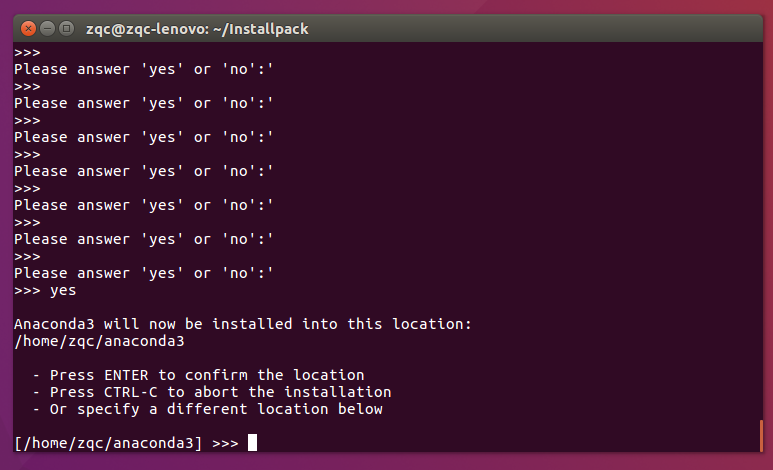 zqc@zqc-lenovo: ~/Installpack
>>>
Please answer 'yes' or 'no':'
>>>
Please answer 'yes' or 'no':'
>>>
Please answer 'yes' or 'no':'
>>>
Please answer 'yes' or 'no':'
>>>
Please answer 'yes' or 'no':'
>>>
Please answer 'yes' or 'no':'
>>>
Please answer 'yes' or 'no':'
>>> yes

Anaconda3 will now be installed into this location:
/home/zqc/anaconda3

  - Press ENTER to confirm the location
  - Press CTRL-C to abort the installation
  - Or specify a different location below

[/home/zqc/anaconda3] >>>